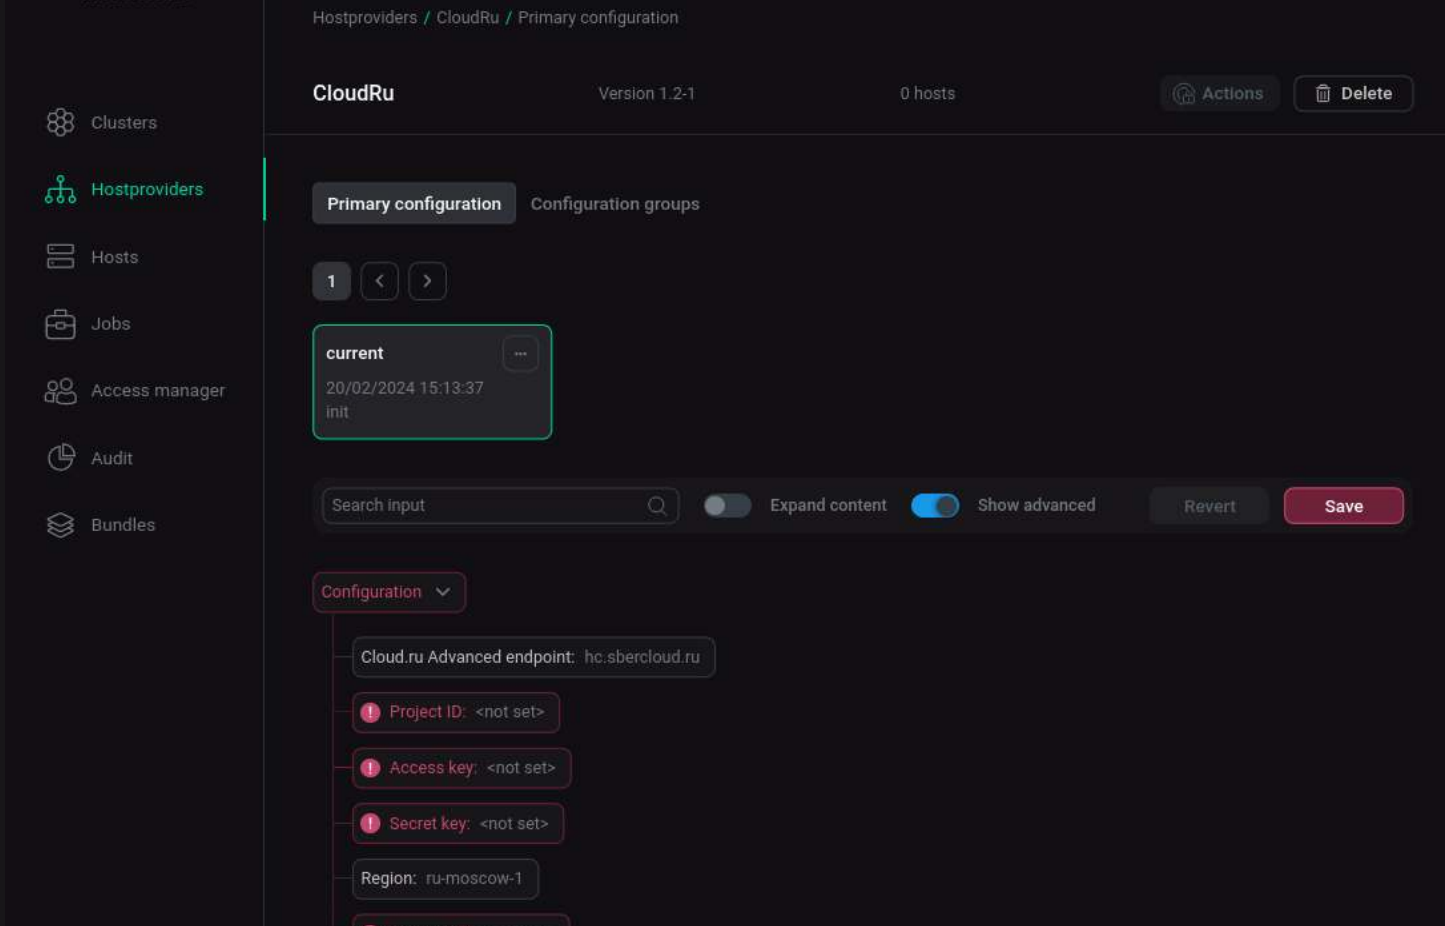 Hostproviders / CloudRu / Primary configuration
CloudRu
Version 1.2-1
0 hosts
Actions
Delete
Clusters
Hostproviders
Hosts
Jobs
Access manager
Audit
Bundles
Primary configuration
Configuration groups
1
current
20/02/2024 15:13:37
init
Search input
Expand content
Show advanced
Revert
Save
Configuration
Cloud.ru Advanced endpoint: hc.sbercloud.ru
Project ID: <not set>
Access key: <not set>
Secret key: <not set>
Region: ru-moscow-1